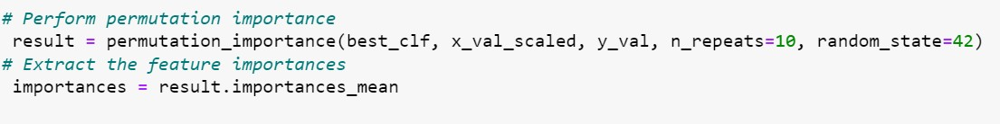 # Perform permutation importance
result = permutation_importance(best_clf, x_val_scaled, y_val, n_repeats=10, random_state=42)
# Extract the feature importances
importances = result.importances_mean